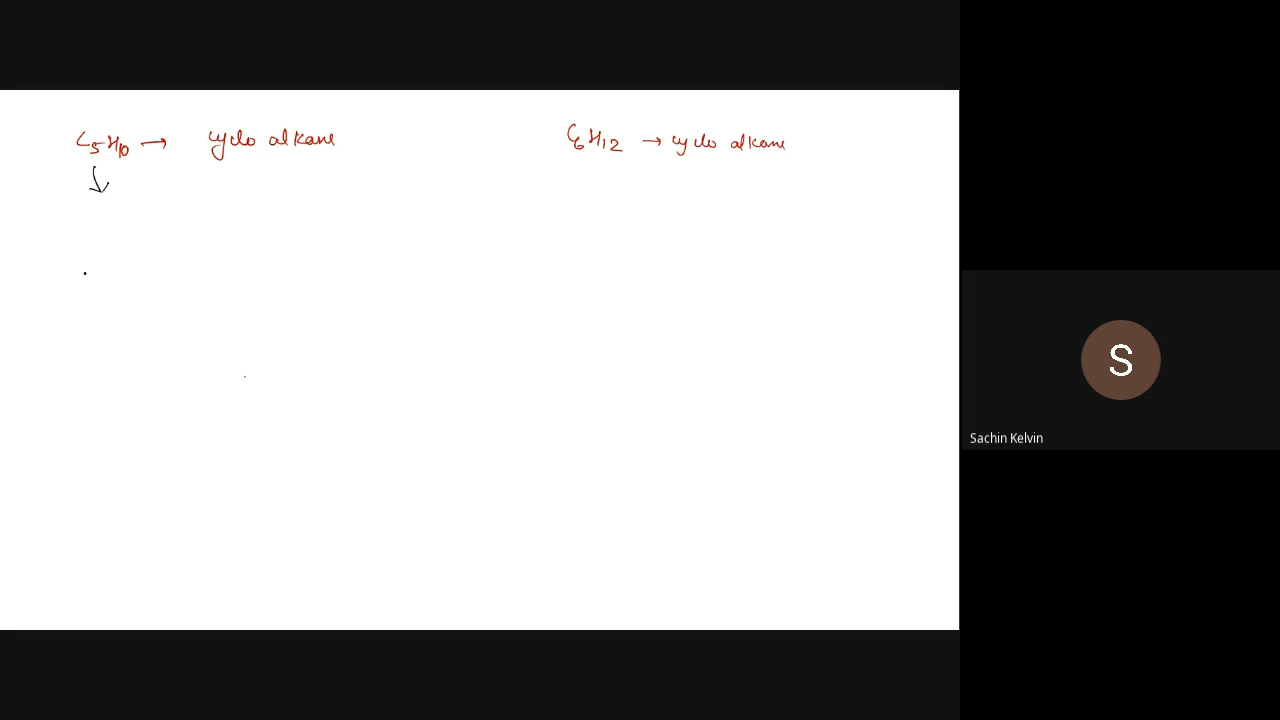 C5H10 → cyclo alkane
C6H12 → cyclo alkane
S
Sachin Kelvin